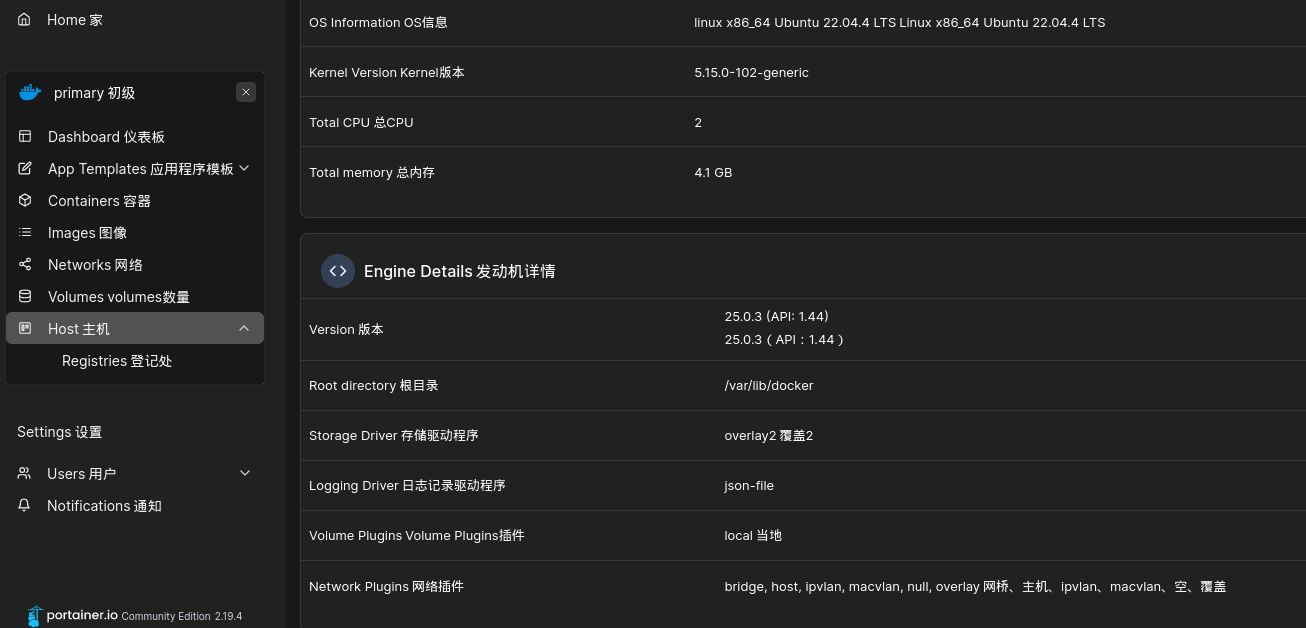 Home 家
primary 初级
Dashboard 仪表板
App Templates 应用程序模板
Containers 容器
Images 图像
Networks 网络
Volumes volumes数量
Host 主机
Registries 登记处
Settings 设置
Users 用户
Notifications 通知
portainer.io Community Edition 2.19.4
OS Information OS信息 linux x86_64 Ubuntu 22.04.4 LTS Linux x86_64 Ubuntu 22.04.4 LTS
Kernel Version Kernel版本 5.15.0-102-generic
Total CPU 总CPU 2
Total memory 总内存 4.1 GB
Engine Details 发动机详情
Version 版本 25.0.3 (API: 1.44)
25.0.3（API：1.44）
Root directory 根目录 /var/lib/docker
Storage Driver 存储驱动程序 overlay2 覆盖2
Logging Driver 日志记录驱动程序 json-file
Volume Plugins Volume Plugins插件 local 当地
Network Plugins 网络插件 bridge, host, ipvlan, macvlan, null, overlay 网桥、主机、ipvlan、macvlan、空、覆盖